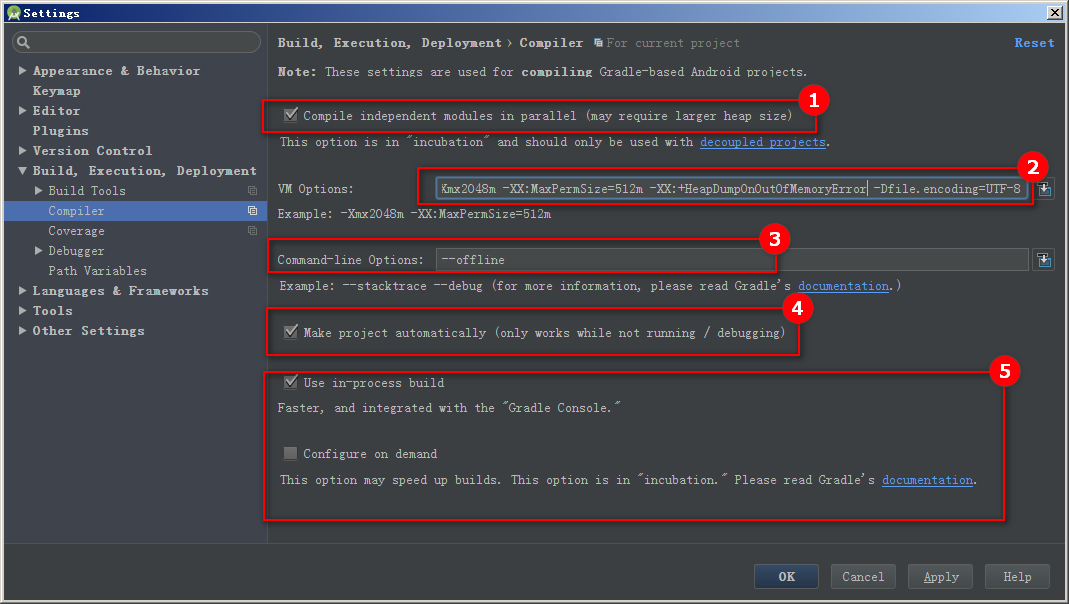 Settings
Build, Execution, Deployment › Compiler For current project Reset
Note: These settings are used for compiling Gradle-based Android projects.
Appearance & Behavior
Keymap
Editor
Plugins
Version Control
Build, Execution, Deployment
Build Tools
Compiler
Coverage
Debugger
Path Variables
Languages & Frameworks
Tools
Other Settings
1
Compile independent modules in parallel (may require larger heap size)
This option is in "incubation" and should only be used with decoupled projects.
2
VM Options: Xmx2048m -XX:MaxPermSize=512m -XX:+HeapDumpOnOutOfMemoryError -Dfile.encoding=UTF-8
Example: -Xmx2048m -XX:MaxPermSize=512m
3
Command-line Options: --offline
Example: --stacktrace --debug (for more information, please read Gradle's documentation.)
4
Make project automatically (only works while not running / debugging)
5
Use in-process build
Faster, and integrated with the "Gradle Console."
Configure on demand
This option may speed up builds. This option is in "incubation." Please read Gradle's documentation.
OK Cancel Apply Help